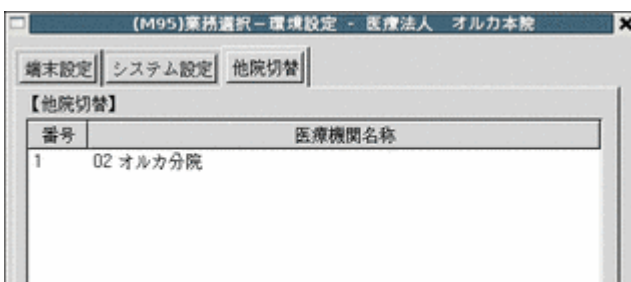 (M95)業務選択－環境設定 - 医療法人 オルカ本院
端末設定 システム設定 他院切替
【他院切替】
番号 医療機関名称
1 02 オルカ分院